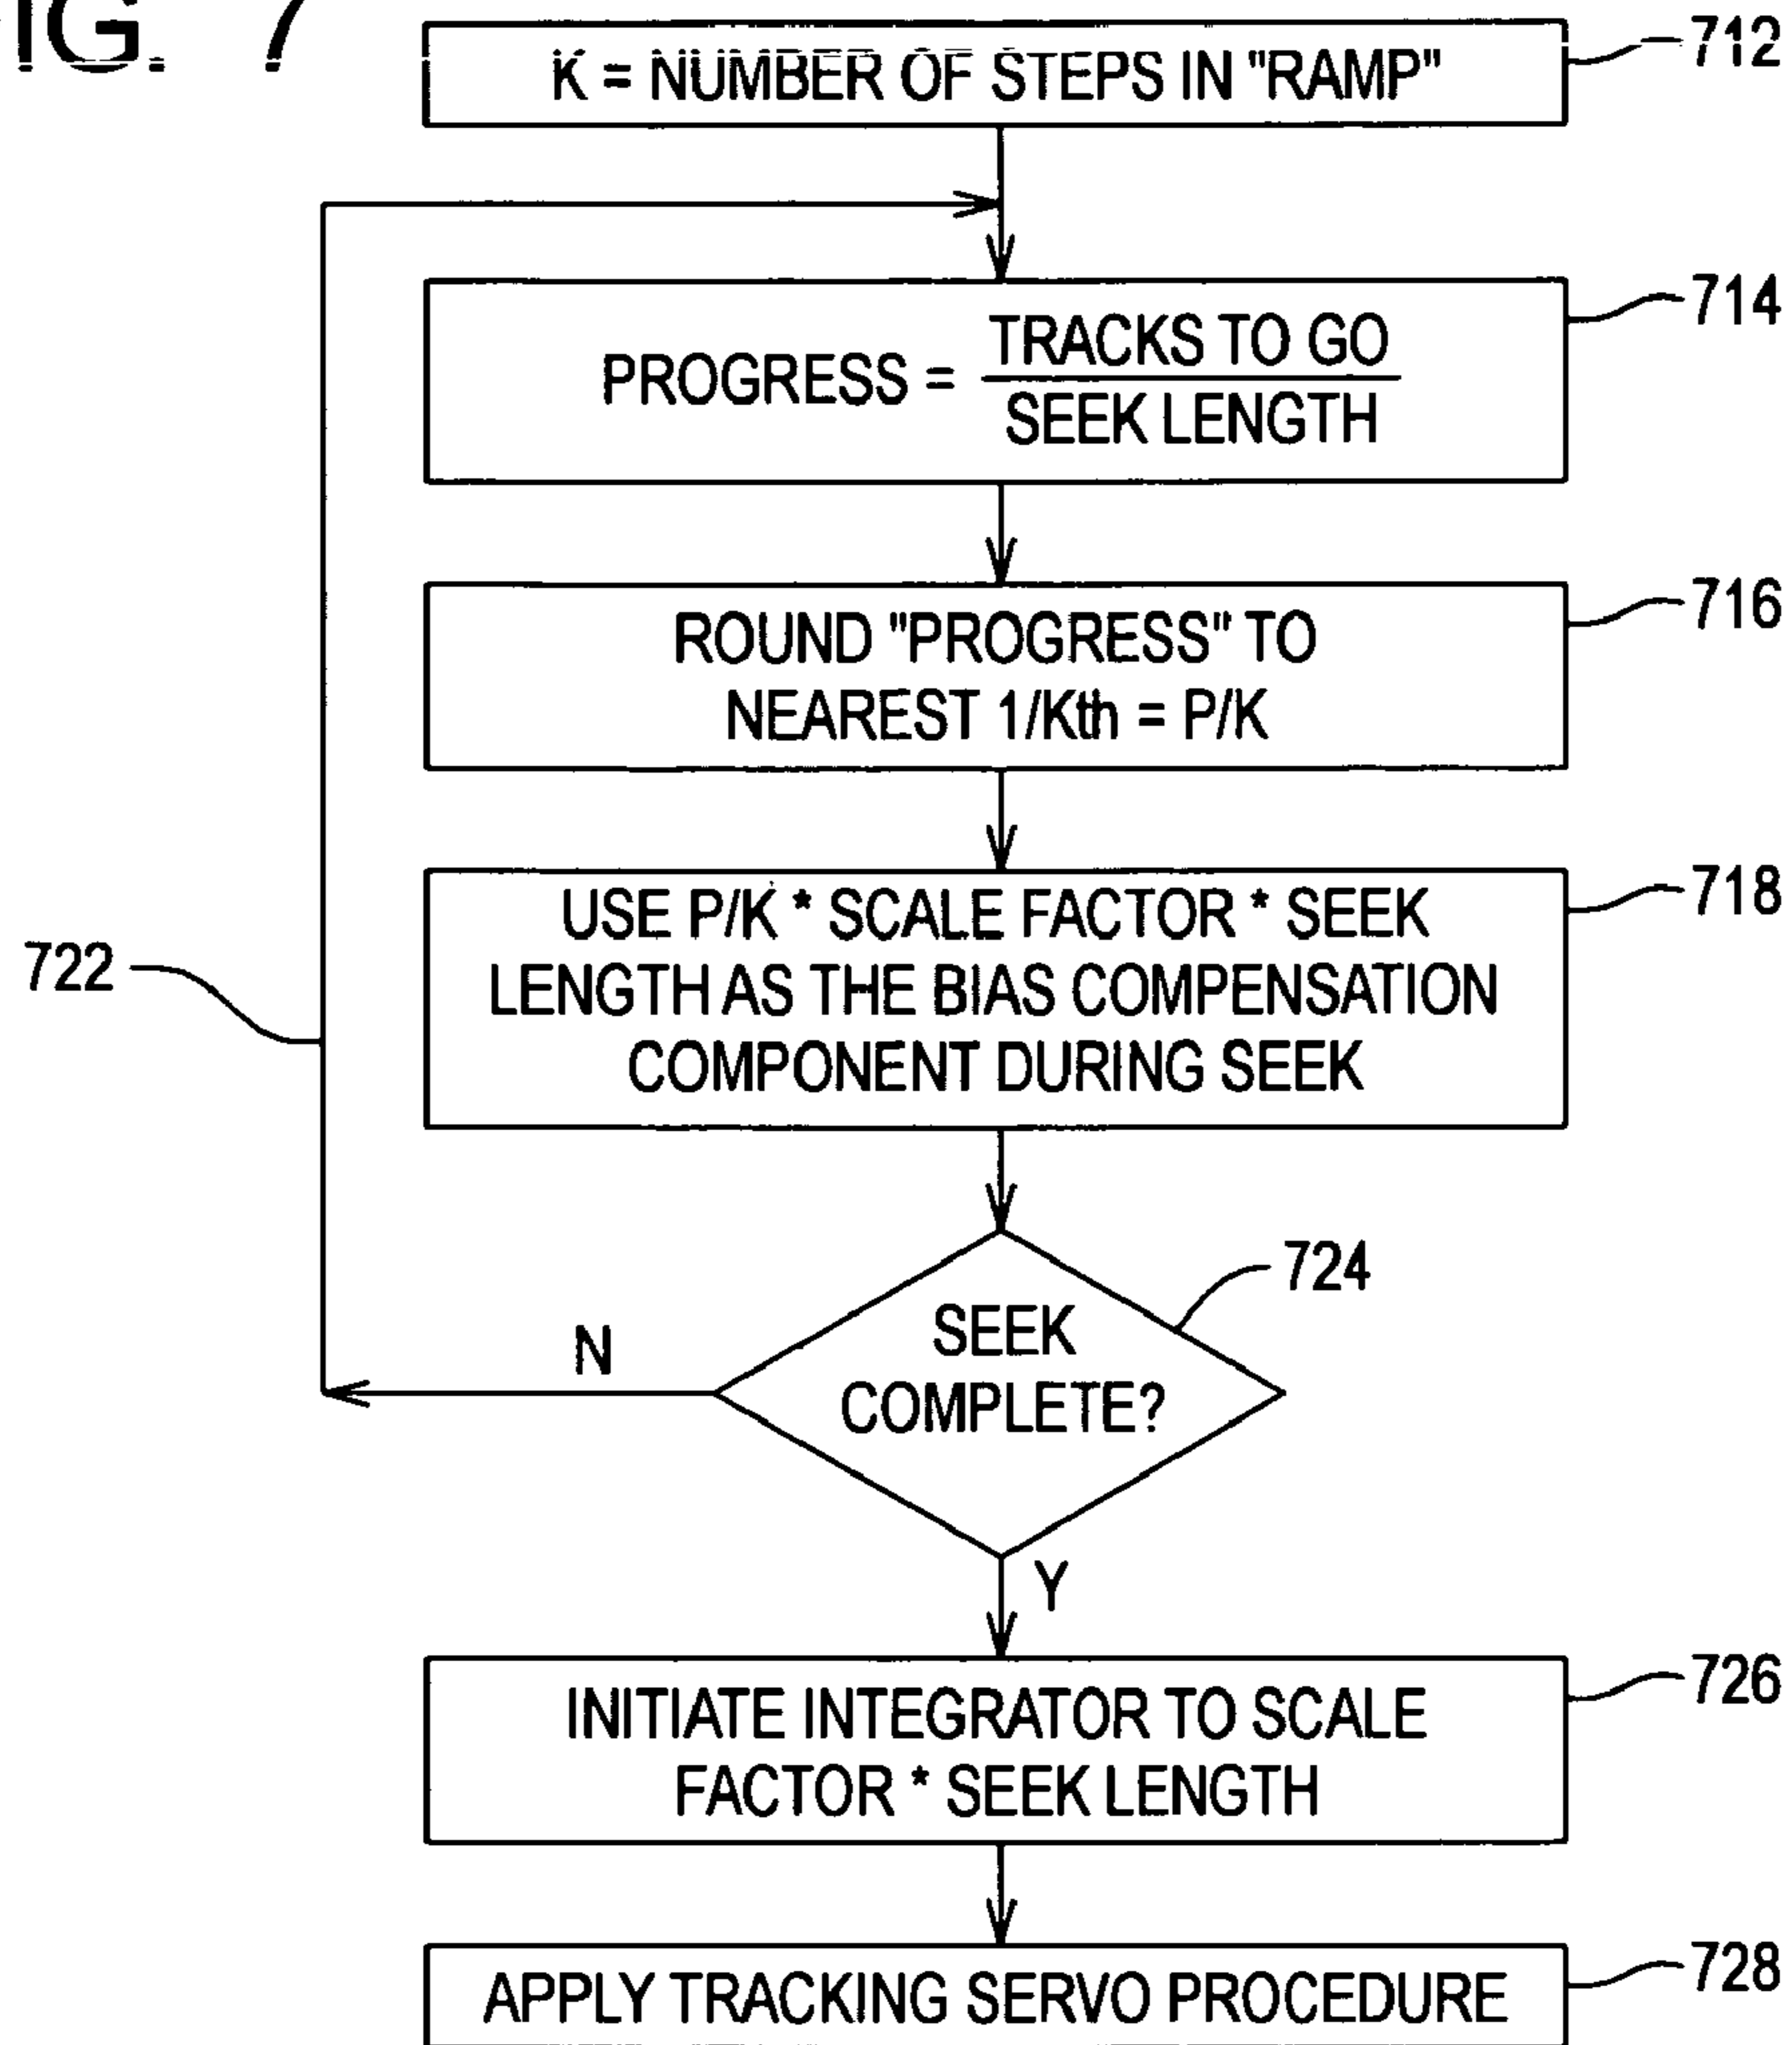 IG. 7
K = NUMBER OF STEPS IN "RAMP"
712
PROGRESS = TRACKS TO GO
SEEK LENGTH
714
ROUND "PROGRESS" TO
NEAREST 1/Kth = P/K
716
USE P/K * SCALE FACTOR * SEEK
LENGTH AS THE BIAS COMPENSATION
COMPONENT DURING SEEK
718
722
724
SEEK
COMPLETE?
N
Y
INITIATE INTEGRATOR TO SCALE
FACTOR * SEEK LENGTH
726
APPLY TRACKING SERVO PROCEDURE
728